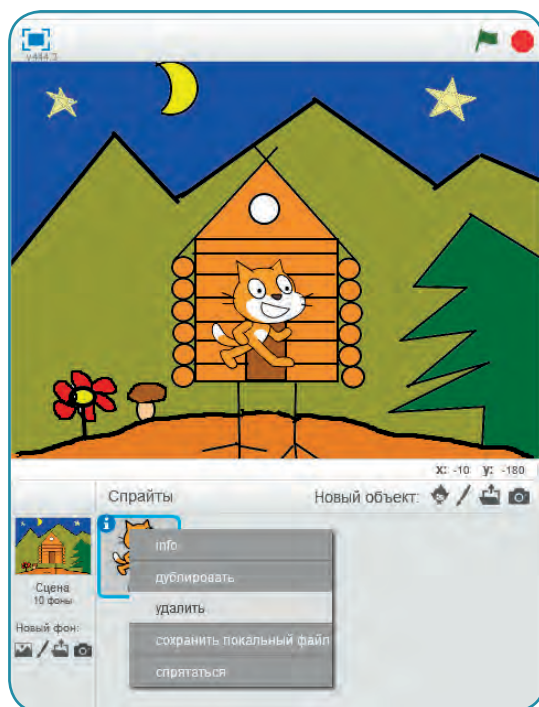 v444.3
x: -10 y: -180
Спрайты
Новый объект:
Сцена
10 фоны
Новый фон:
info
дублировать
удалить
сохранить локальный файл
спрятаться